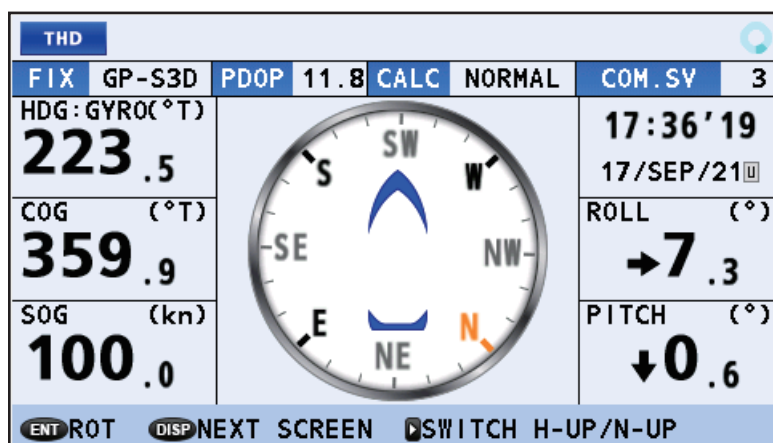 THD
FIX GP-S3D PDOP 11.8 CALC NORMAL COM.SV 3
HDG:GYRO(°T)
223.5
COG (°T)
359.9
SOG (kn)
100.0
SW
S W
SE NW
E N
NE
17:36'19
17/SEP/21 U
ROLL (°)
→7.3
PITCH (°)
↓0.6
ENT ROT DISP NEXT SCREEN ▶ SWITCH H-UP/N-UP